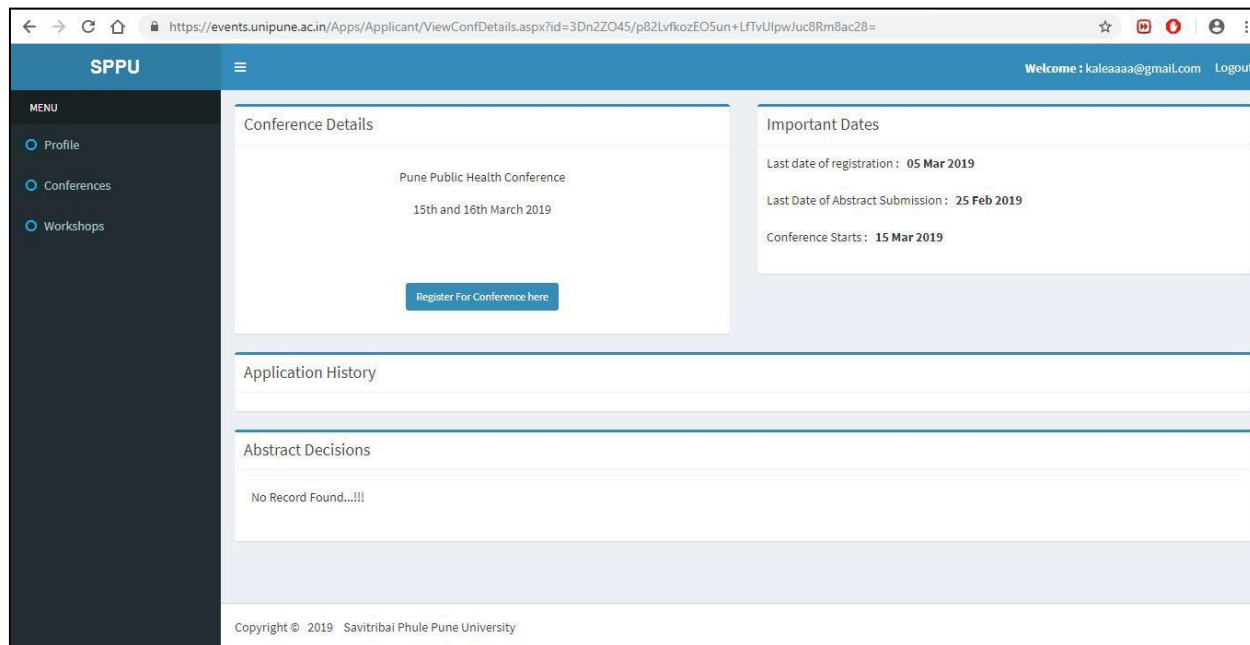 https://events.unipune.ac.in/Apps/Applicant/ViewConfDetails.aspx?id=3Dn2ZO45/p82LvfkozEO5un+LfTvUIpwJuc8Rm8ac28=
SPPU
Welcome : kaleaaaa@gmail.com Logout
MENU
Profile
Conferences
Workshops
Conference Details
Pune Public Health Conference
15th and 16th March 2019
Register For Conference here
Important Dates
Last date of registration : 05 Mar 2019
Last Date of Abstract Submission : 25 Feb 2019
Conference Starts : 15 Mar 2019
Application History
Abstract Decisions
No Record Found...!!!
Copyright © 2019 Savitribai Phule Pune University